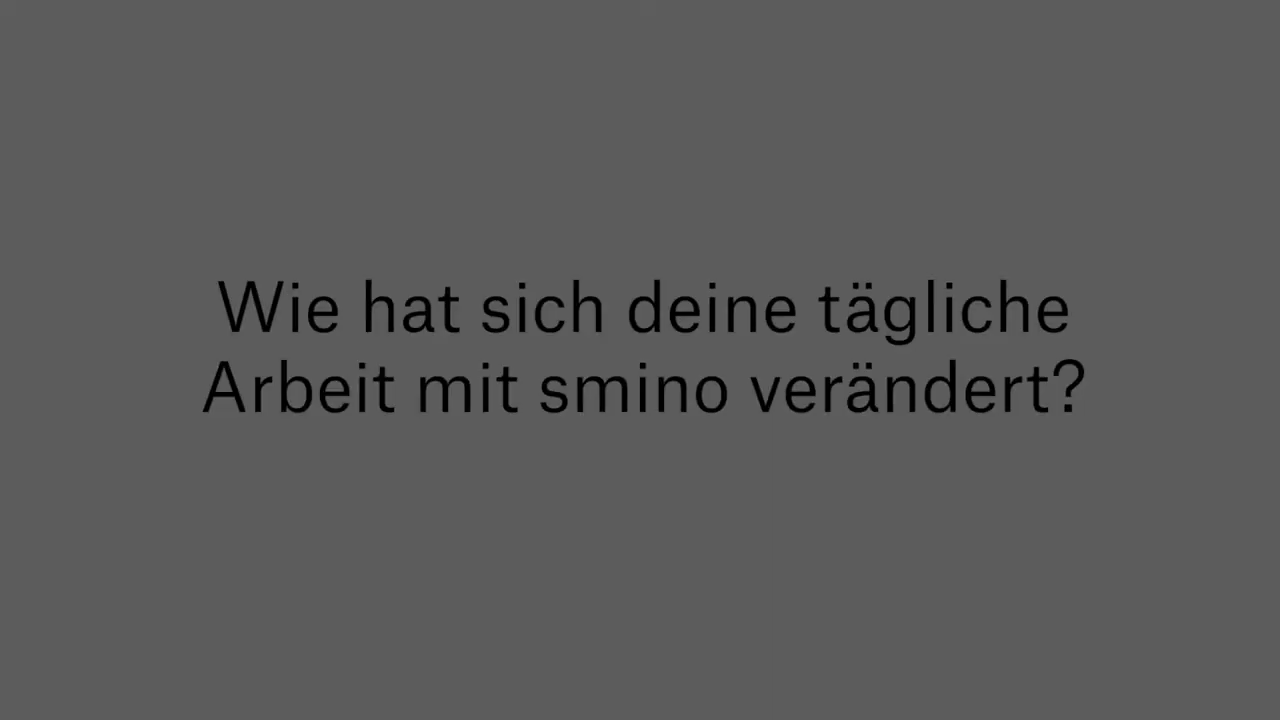 Wie hat sich deine tägliche
Arbeit mit smino verändert?